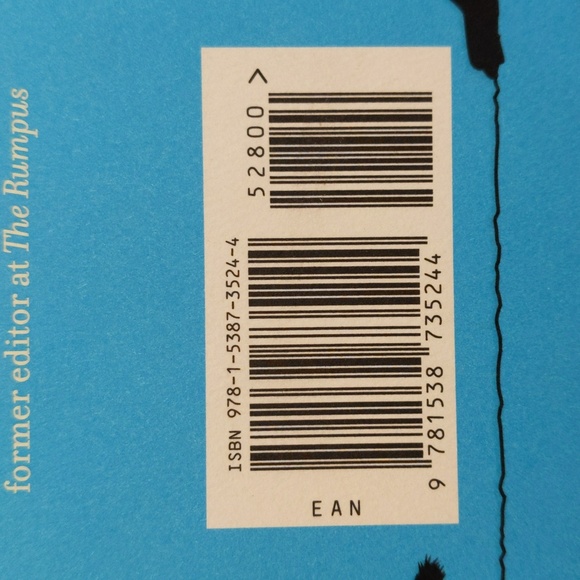 former editor at The Rumpus
ISBN 978-1-5387-3524-4
52800 >
9 781538 735244
EAN